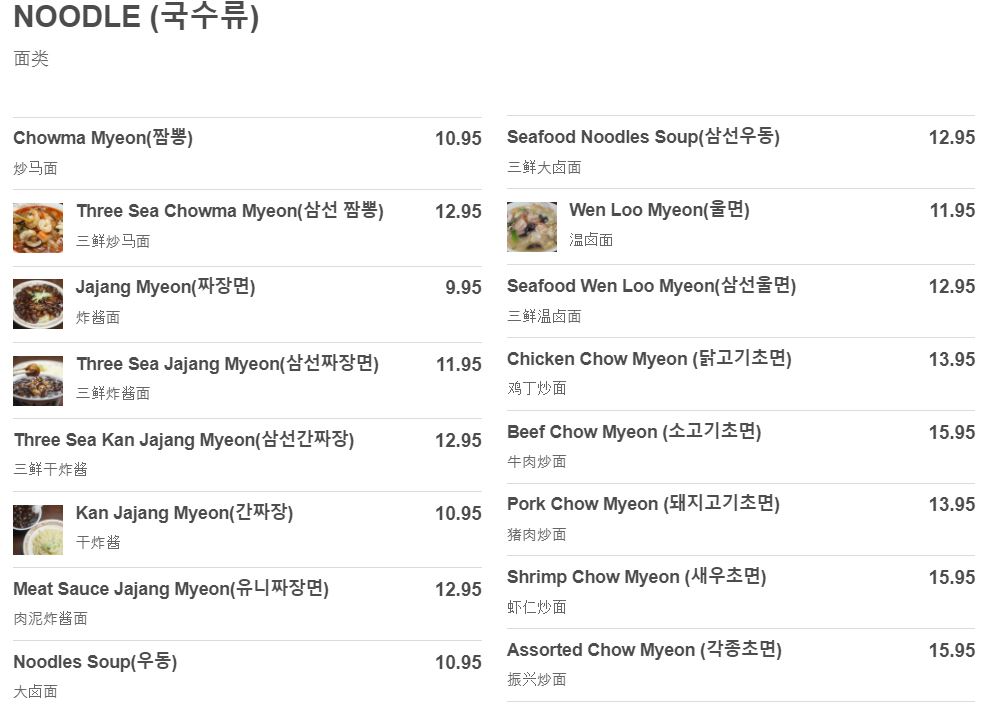 NOODLE (국수류)
面类
Chowma Myeon(짬뽕) 10.95
炒马面
Three Sea Chowma Myeon(삼선 짬뽕) 12.95
三鲜炒马面
Jajang Myeon(짜장면) 9.95
炸酱面
Three Sea Jajang Myeon(삼선짜장면) 11.95
三鲜炸酱面
Three Sea Kan Jajang Myeon(삼선간짜장) 12.95
三鲜干炸酱
Kan Jajang Myeon(간짜장) 10.95
干炸酱
Meat Sauce Jajang Myeon(유니짜장면) 12.95
肉泥炸酱面
Noodles Soup(우동) 10.95
大卤面
Seafood Noodles Soup(삼선우동) 12.95
三鲜大卤面
Wen Loo Myeon(울면) 11.95
温卤面
Seafood Wen Loo Myeon(삼선울면) 12.95
三鲜温卤面
Chicken Chow Myeon (닭고기초면) 13.95
鸡丁炒面
Beef Chow Myeon (소고기초면) 15.95
牛肉炒面
Pork Chow Myeon (돼지고기초면) 13.95
猪肉炒面
Shrimp Chow Myeon (새우초면) 15.95
虾仁炒面
Assorted Chow Myeon (각종초면) 15.95
振兴炒面